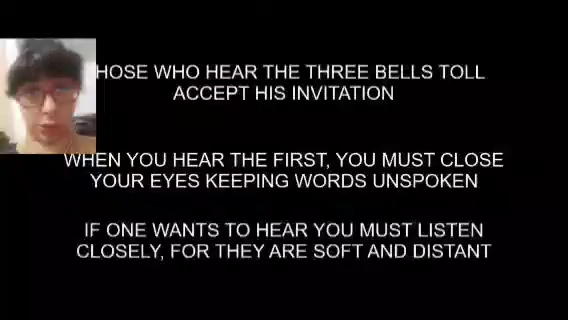 HOSE WHO HEAR THE THREE BELLS TOLL
ACCEPT HIS INVITATION
WHEN YOU HEAR THE FIRST, YOU MUST CLOSE
YOUR EYES KEEPING WORDS UNSPOKEN
IF ONE WANTS TO HEAR YOU MUST LISTEN
CLOSELY, FOR THEY ARE SOFT AND DISTANT